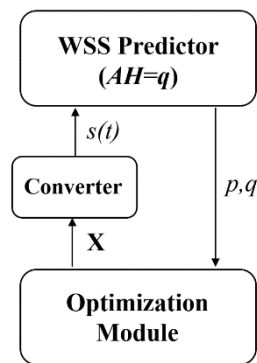 WSS Predictor
(AH=q)
s(t)
Converter
p,q
X
Optimization
Module